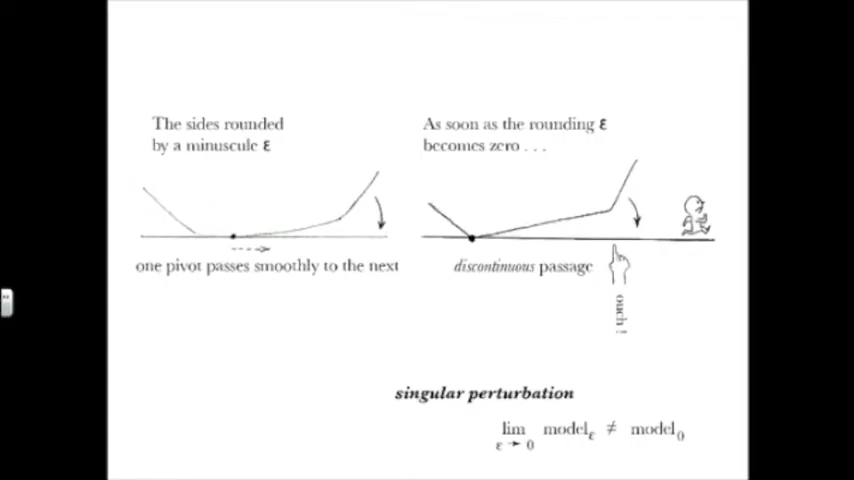 The sides rounded
by a minuscule ε
As soon as the rounding ε
becomes zero . . .
one pivot passes smoothly to the next
discontinuous passage
ouch !
singular perturbation
lim model_ε ≠ model_0
ε → 0